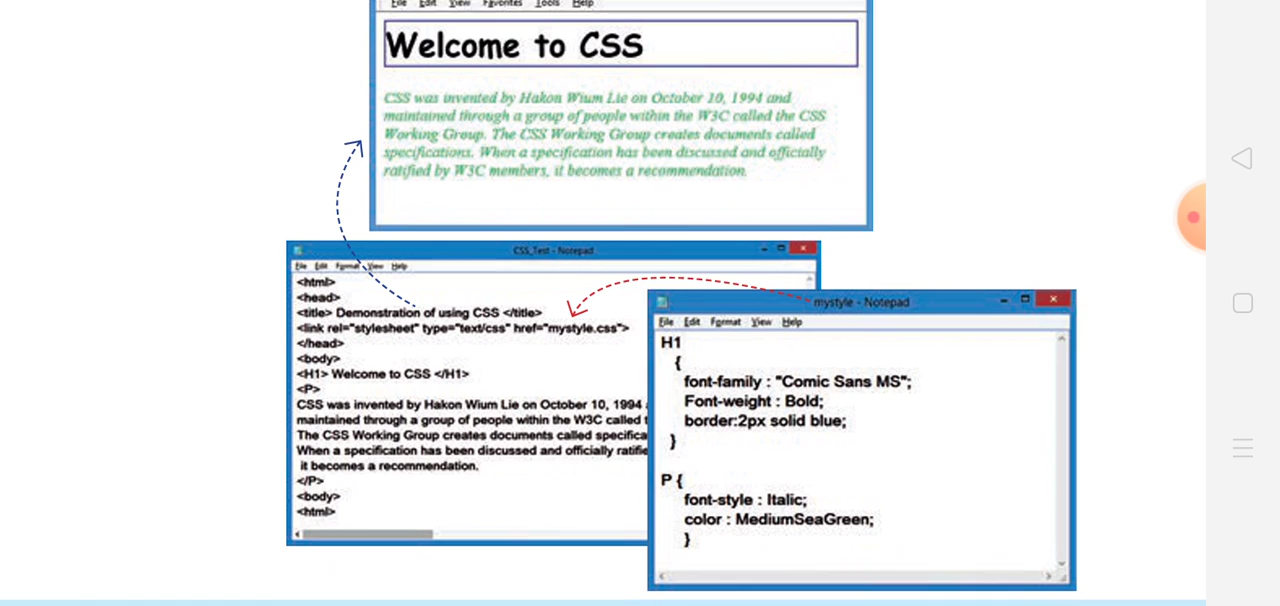 File Edit View Favorites Tools Help
Welcome to CSS
CSS was invented by Hakon Wium Lie on October 10, 1994 and
maintained through a group of people within the W3C called the CSS
Working Group. The CSS Working Group creates documents called
specifications. When a specification has been discussed and officially
ratified by W3C members, it becomes a recommendation.
CSS_Test - Notepad
File Edit Format View Help
<html>
<head>
<title> Demonstration of using CSS </title>
<link rel="stylesheet" type="text/css" href="mystyle.css">
</head>
<body>
<H1> Welcome to CSS </H1>
<P>
CSS was invented by Hakon Wium Lie on October 10, 1994
maintained through a group of people within the W3C called
The CSS Working Group creates documents called specifica
When a specification has been discussed and officially ratifie
it becomes a recommendation.
</P>
<body>
<html>
mystyle - Notepad
File Edit Format View Help
H1
{
font-family : "Comic Sans MS";
Font-weight : Bold;
border:2px solid blue;
}
P {
font-style : Italic;
color : MediumSeaGreen;
}